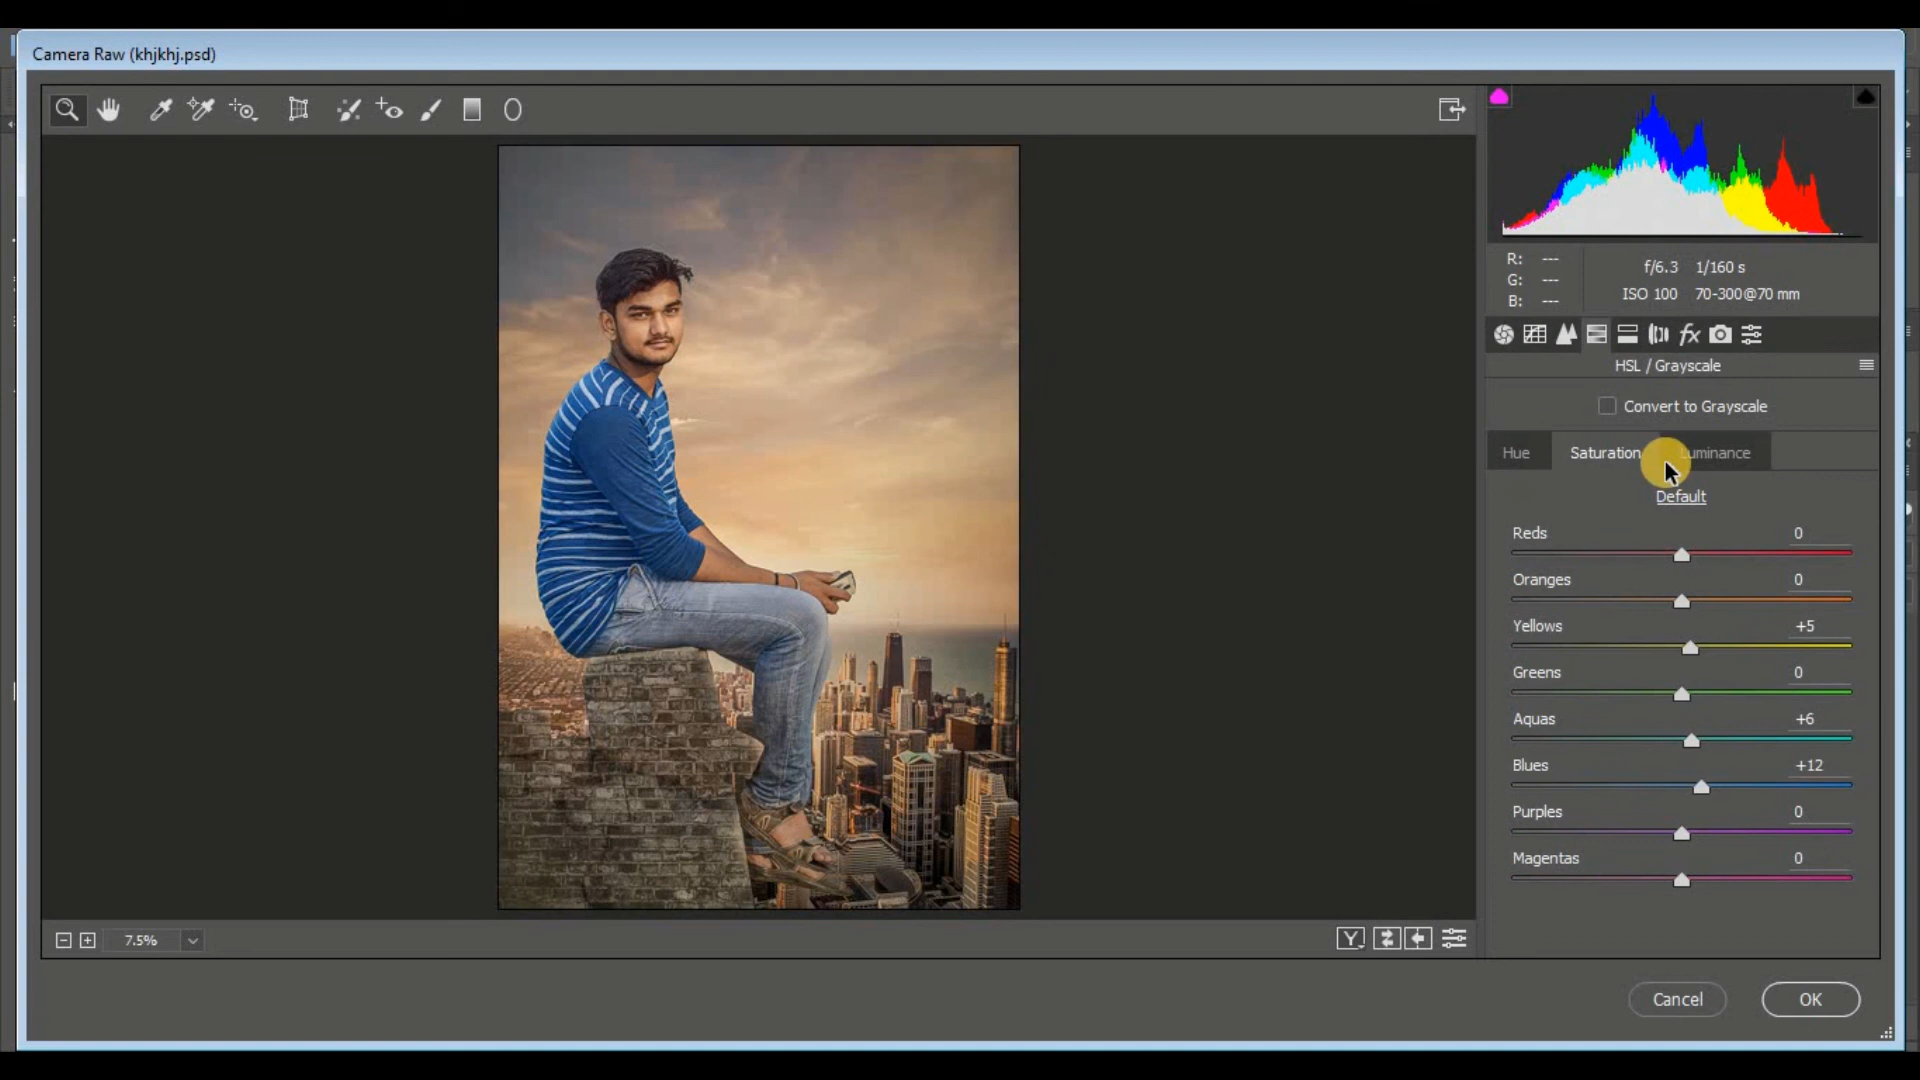 Camera Raw (khjkhj.psd)
R: ---
G: ---
B: ---
f/6.3 1/160 s
ISO 100 70-300@70 mm
fx
HSL / Grayscale
Convert to Grayscale
Hue Saturation Luminance
Default
Reds 0
Oranges 0
Yellows +5
Greens 0
Aquas +6
Blues +12
Purples 0
Magentas 0
7.5%
Y
Cancel OK